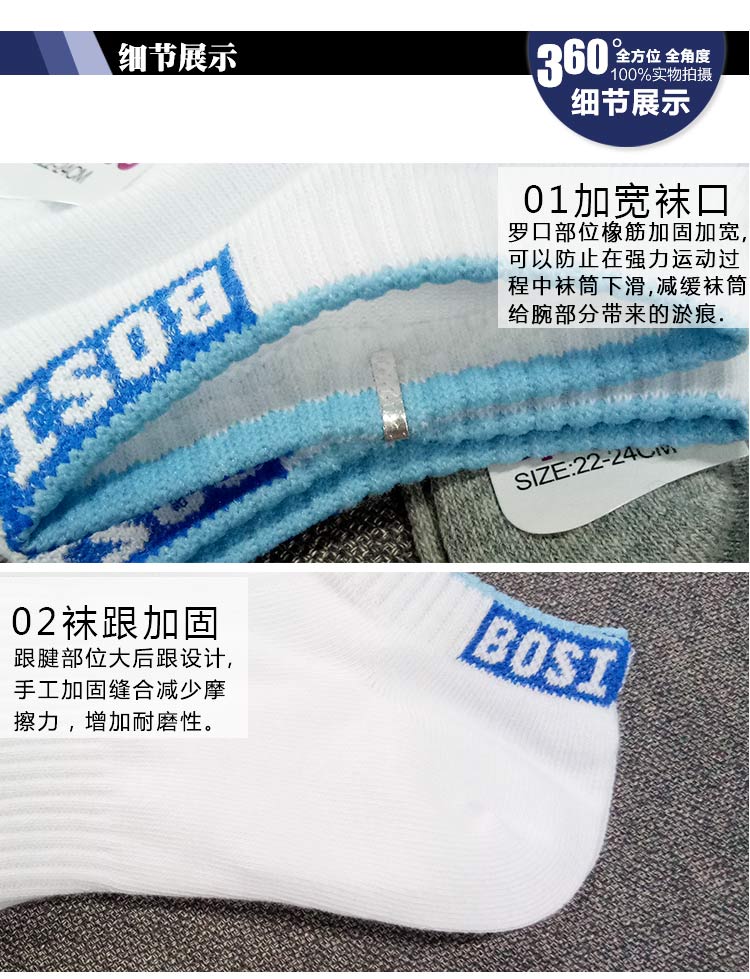 细节展示
360°全方位 全角度
100%实物拍摄
细节展示
01加宽袜口
罗口部位橡筋加固加宽,
可以防止在强力运动过
程中袜筒下滑,减缓袜筒
给腕部分带来的淤痕.
BOSI
SIZE:22-24CM
02袜跟加固
跟腱部位大后跟设计,
手工加固缝合减少摩
擦力，增加耐磨性。
BOSI